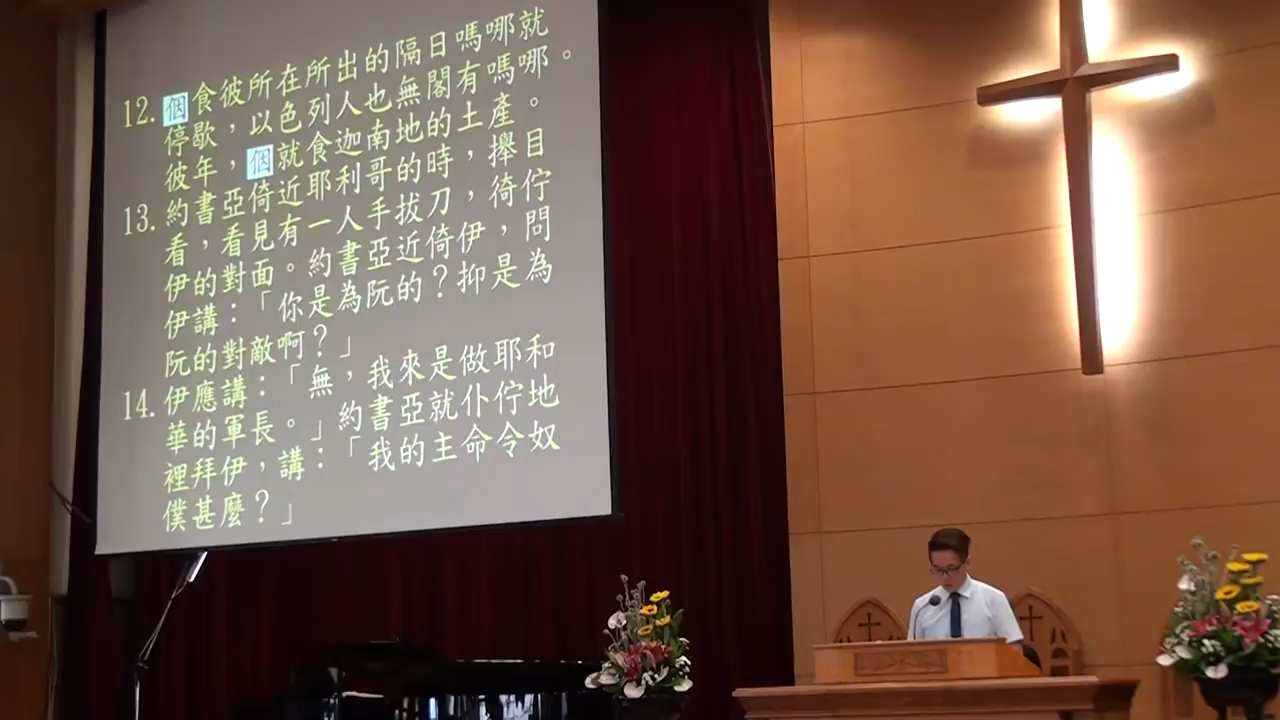 12. 個食彼所在所出的隔日嗎哪就
停歇，以色列人也無閣有嗎哪。
彼年，個就食迦南地的土產。
13. 約書亞倚近耶利哥的時，攑目
看，看見有一人手拔刀，徛佇
伊的對面。約書亞近倚伊，問
伊講：「你是為阮的？抑是為
阮的對敵啊？」
14. 伊應講：「無，我來是做耶和
華的軍長。」約書亞就仆佇地
裡拜伊，講：「我的主命令奴
僕甚麼？」